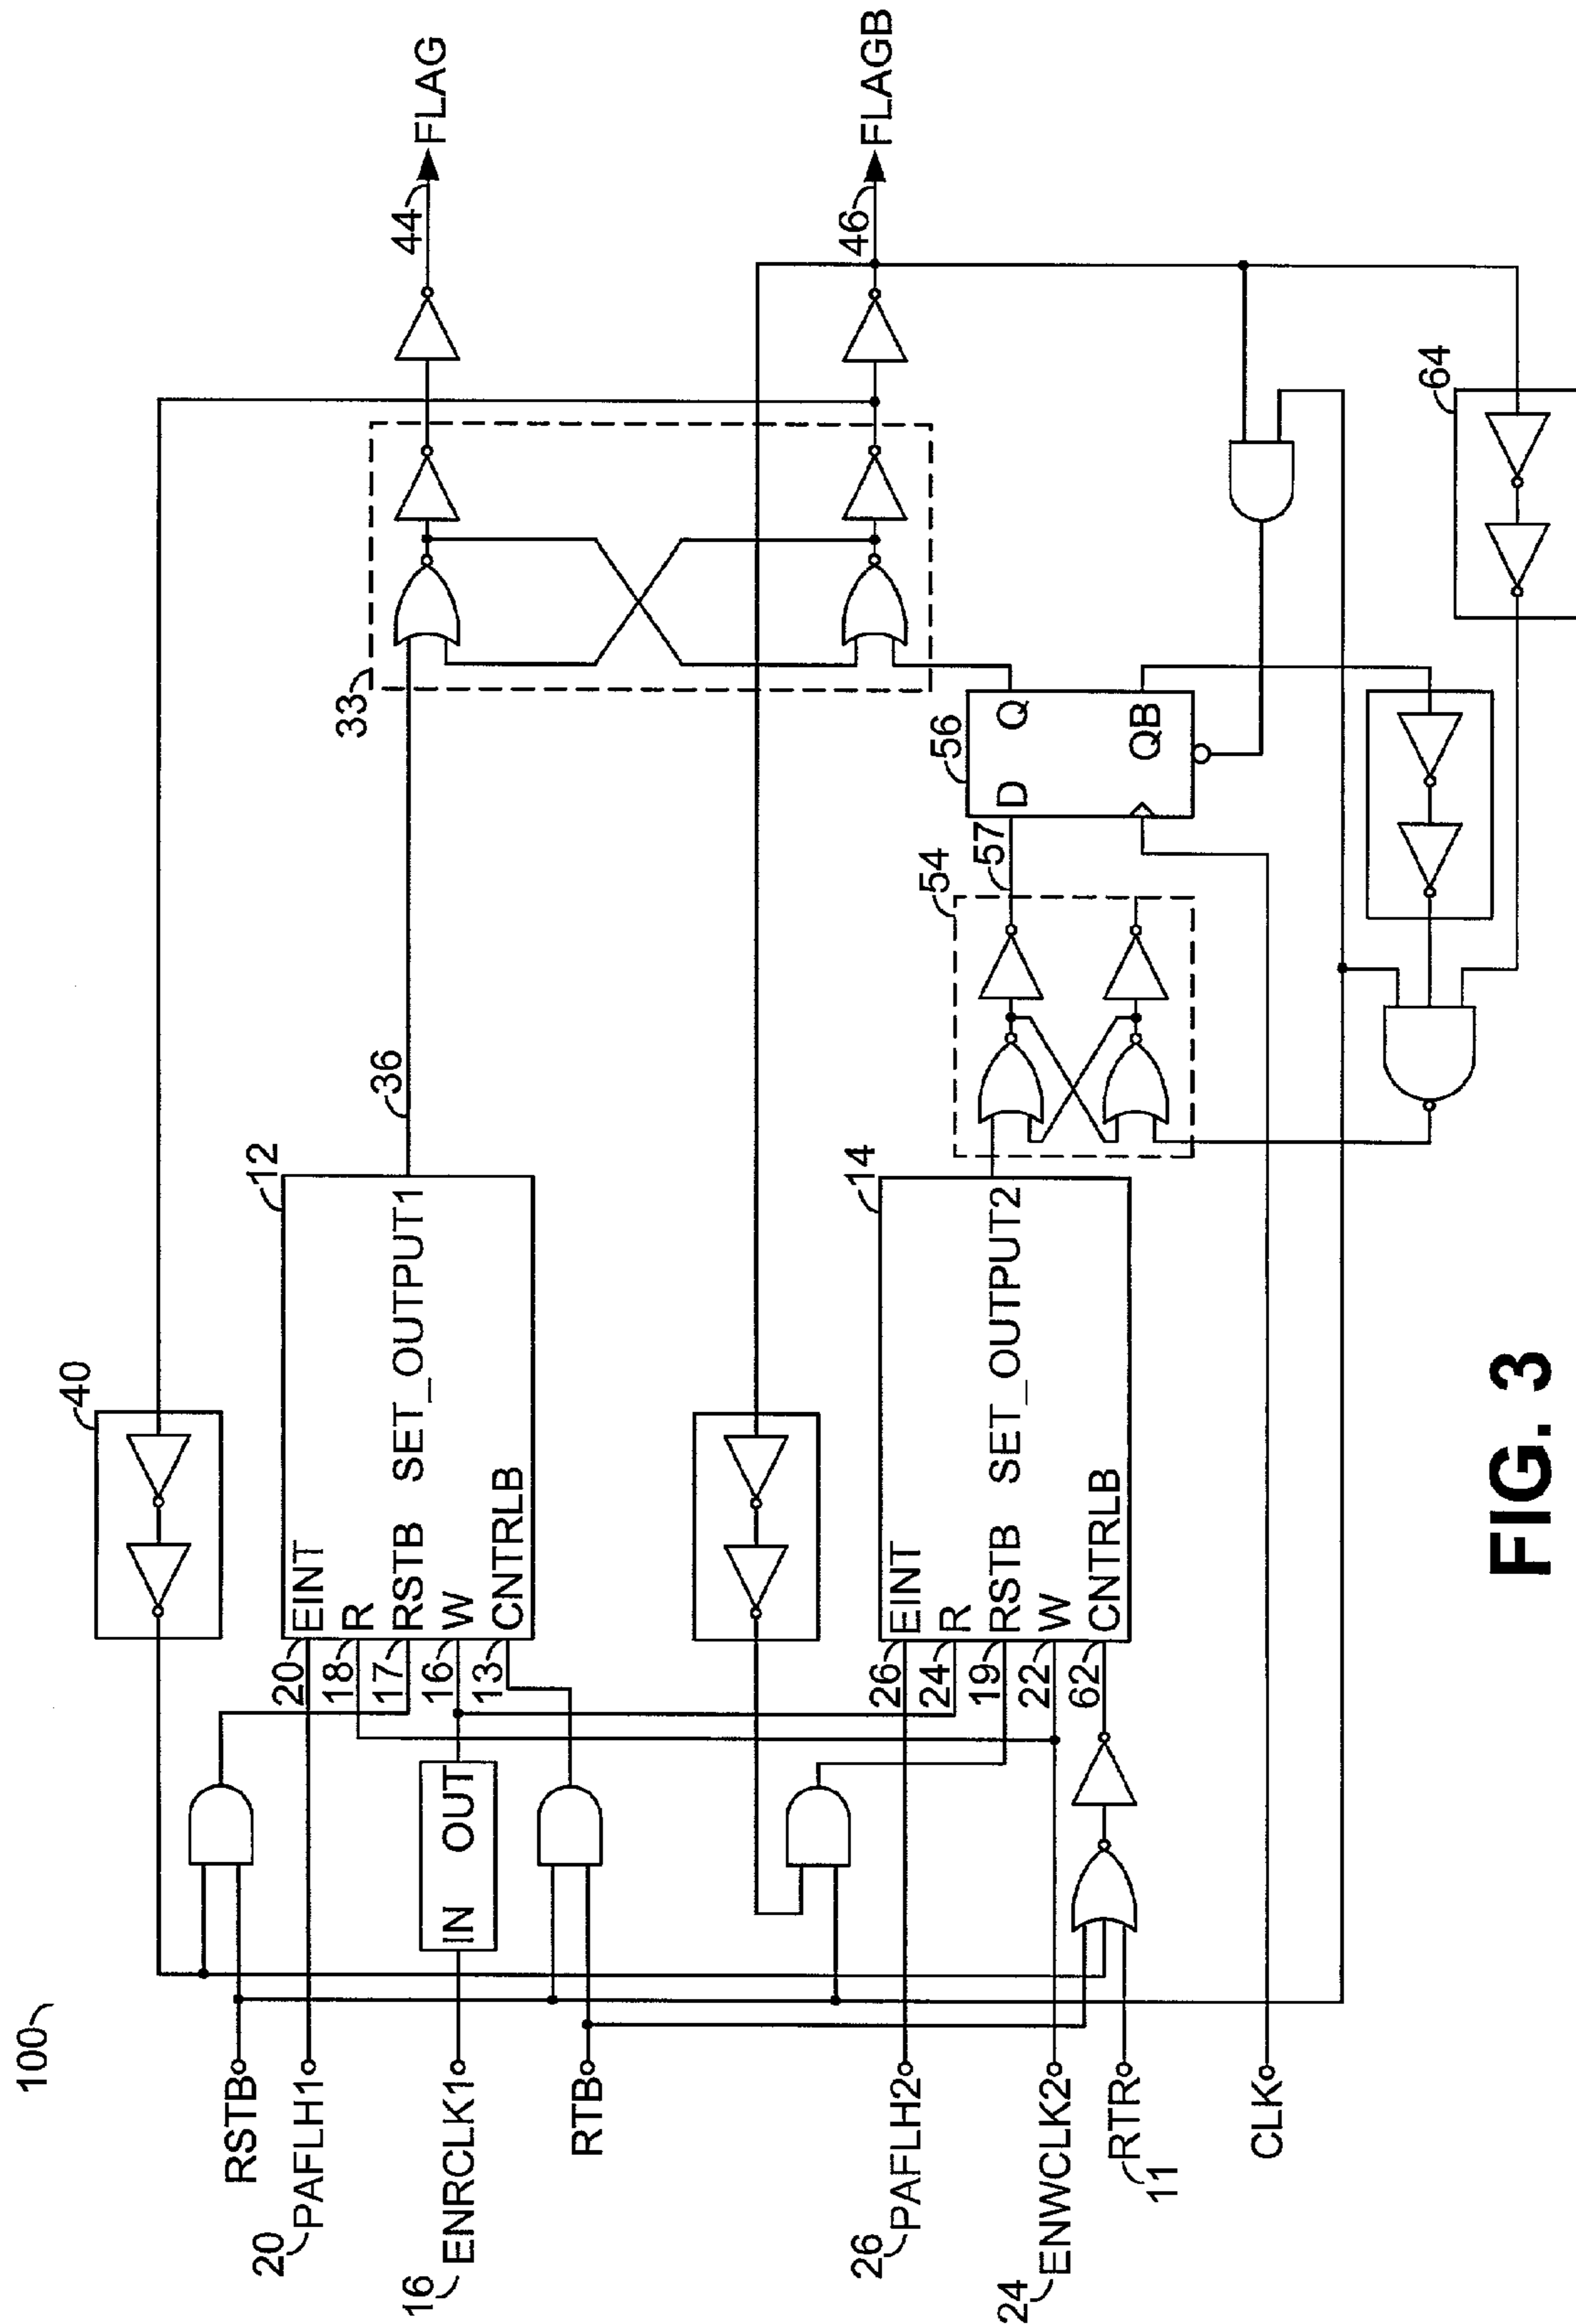 100
RSTB
20 PAFLH1
16 ENRCLK1
RTB
26 PAFLH2
24 ENWCLK2
11 RTR
CLK
40
12
20 EINT
18 R
17 RSTB SET_OUTPUT1
16 W
13 CNTRLB
IN OUT
36
33
44 FLAG
46 FLAGB
14
26 EINT
24 R
19 RSTB SET_OUTPUT2
22 W
62 CNTRLB
54
57
56
D Q
QB
64
FIG. 3